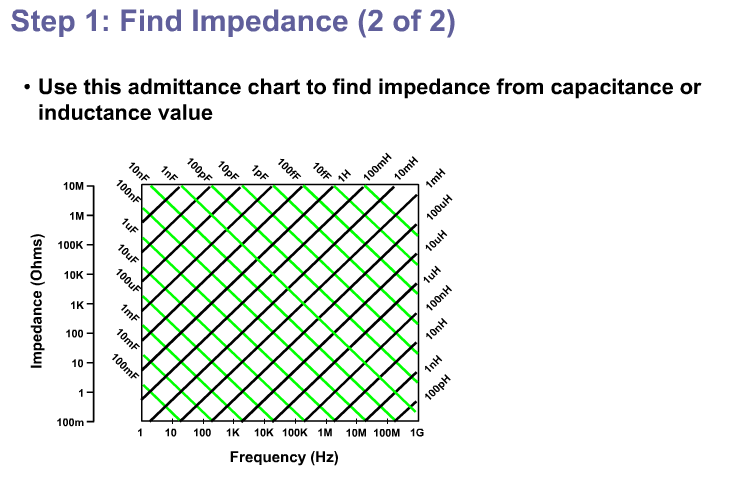 Step 1: Find Impedance (2 of 2)
• Use this admittance chart to find impedance from capacitance or
inductance value
10nF 1nF 100pF 10pF 1pF 100fF 10fF 1H 100mH 10mH
1mH
100uH
10uH
1uH
100nH
10nH
1nH
100pH
100nF
1uF
10uF
100uF
1mF
10mF
100mF
Impedance (Ohms)
10M
1M
100K
10K
1K
100
10
1
100m
1 10 100 1K 10K 100K 1M 10M 100M 1G
Frequency (Hz)